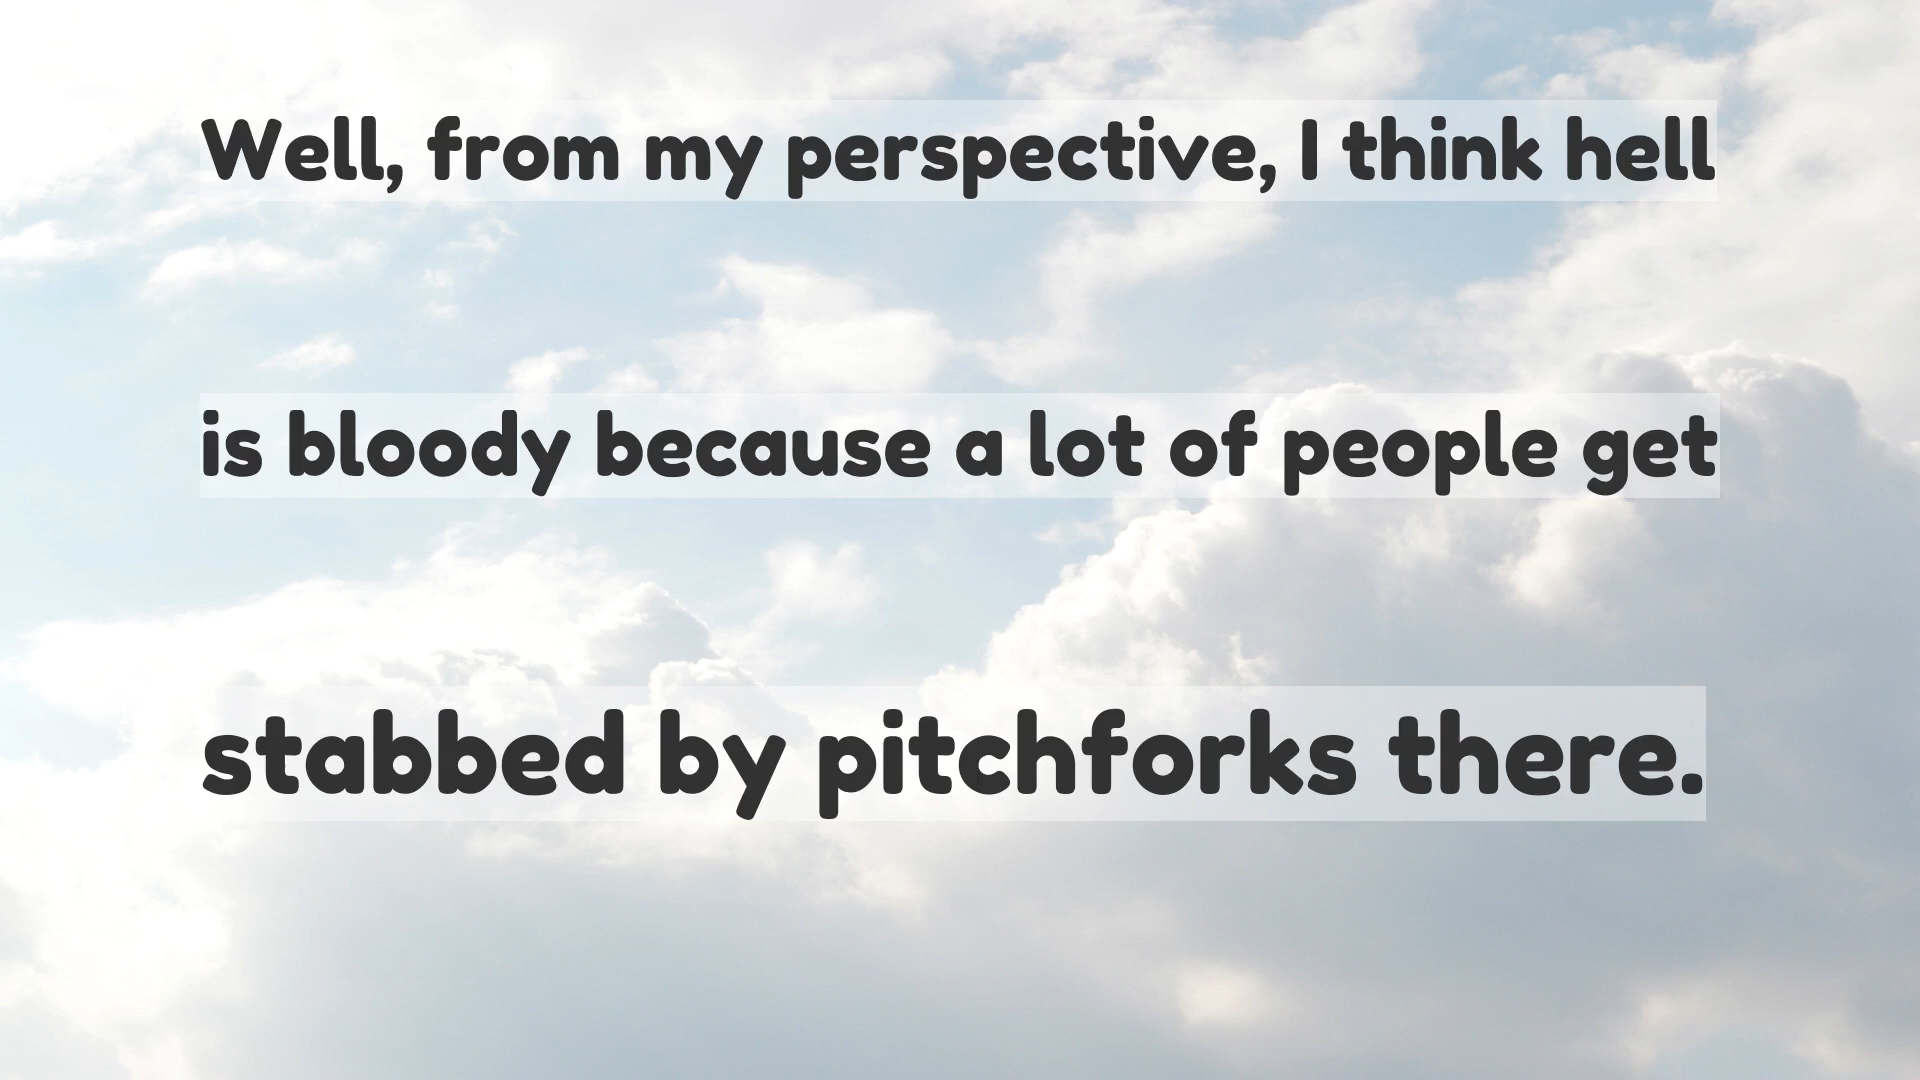 Well, from my perspective, I think hell
is bloody because a lot of people get
stabbed by pitchforks there.